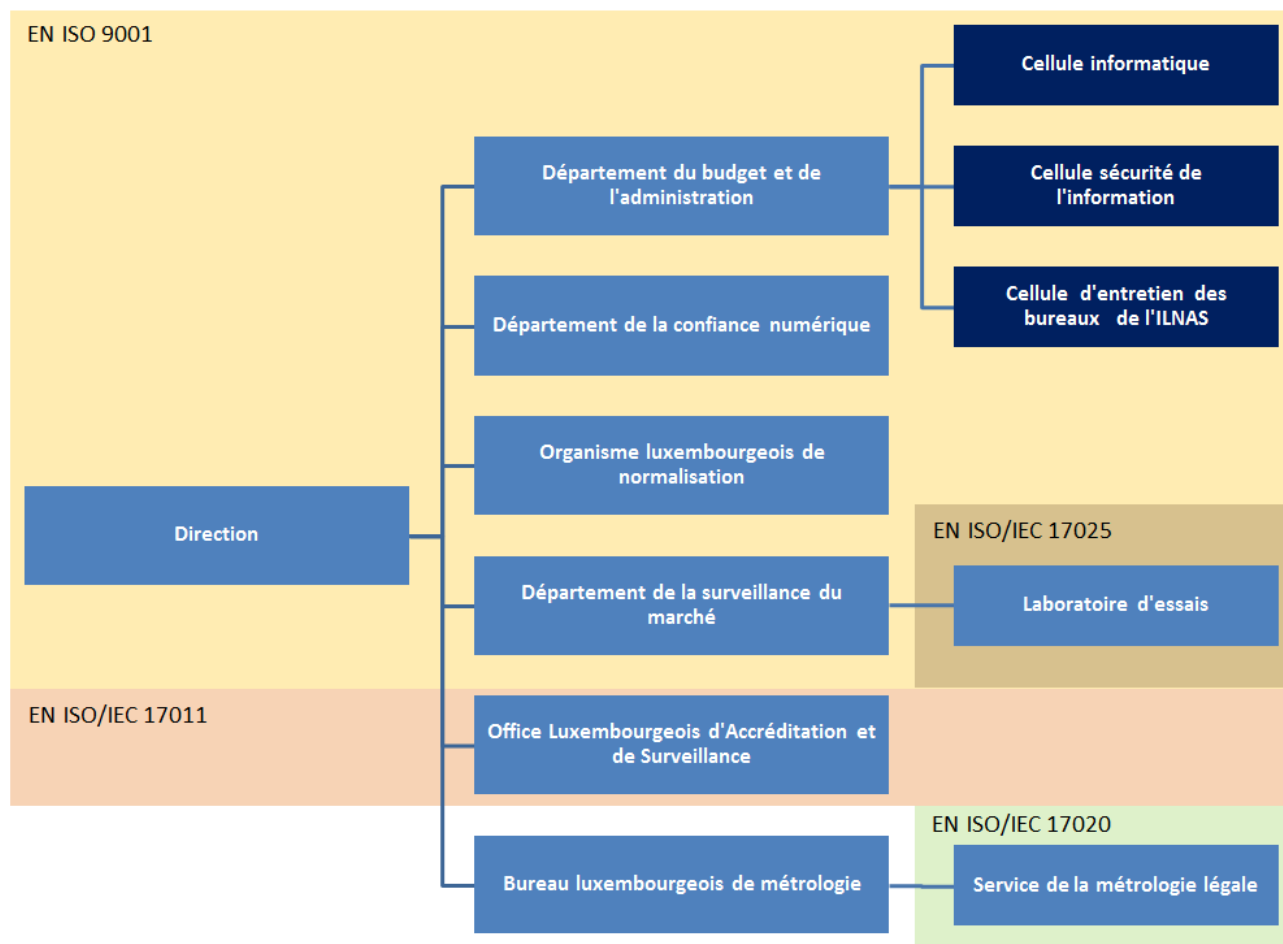 EN ISO 9001
Cellule informatique
Département du budget et de
l'administration
Cellule sécurité de
l'information
Cellule d'entretien des
bureaux de l'ILNAS
Département de la confiance numérique
Organisme luxembourgeois de
normalisation
Direction
EN ISO/IEC 17025
Département de la surveillance du
marché
Laboratoire d'essais
EN ISO/IEC 17011
Office Luxembourgeois d'Accréditation et
de Surveillance
EN ISO/IEC 17020
Bureau luxembourgeois de métrologie
Service de la métrologie légale